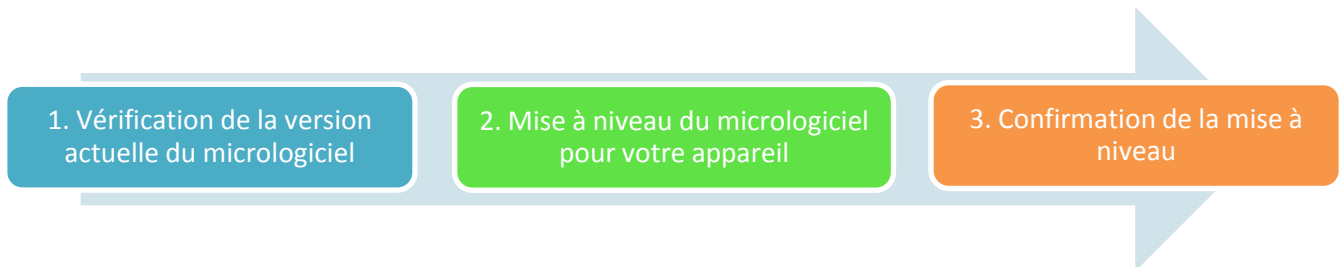 1. Vérification de la version
actuelle du micrologiciel
2. Mise à niveau du micrologiciel
pour votre appareil
3. Confirmation de la mise à
niveau